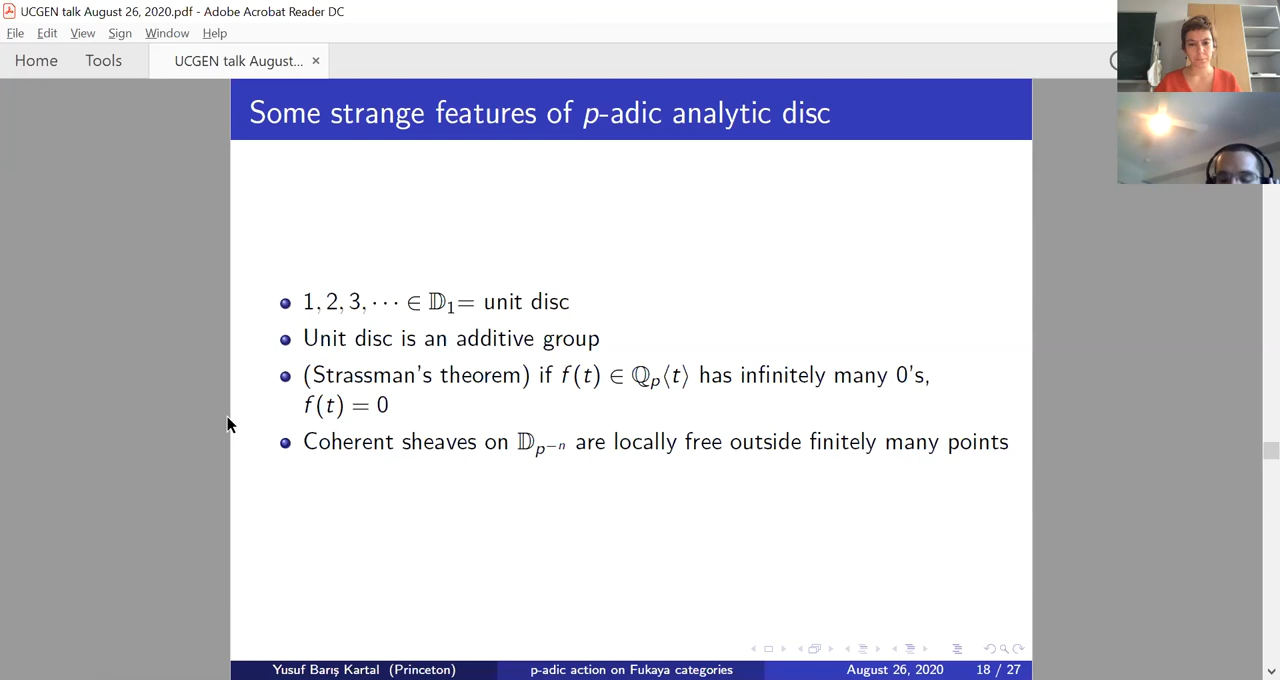 UCGEN talk August 26, 2020.pdf - Adobe Acrobat Reader DC
File Edit View Sign Window Help
Home Tools UCGEN talk August... ×
Some strange features of p-adic analytic disc
1, 2, 3, ⋯ ∈ 𝔻₁= unit disc
Unit disc is an additive group
(Strassman's theorem) if f(t) ∈ ℚₚ⟨t⟩ has infinitely many 0's,
f(t) = 0
Coherent sheaves on 𝔻_{p^{-n}} are locally free outside finitely many points
Yusuf Barış Kartal (Princeton) p-adic action on Fukaya categories August 26, 2020 18 / 27